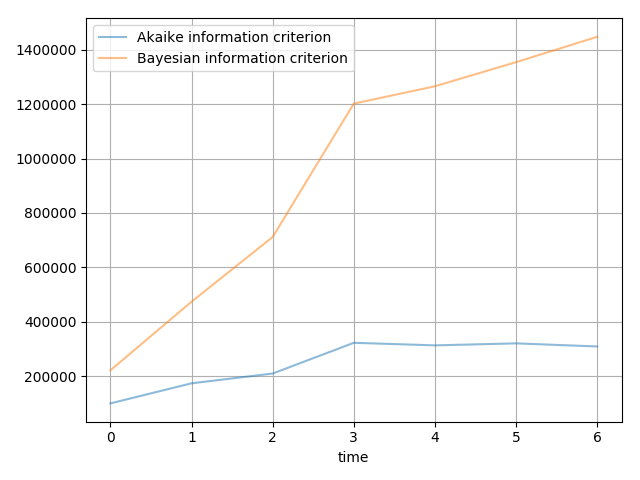 Akaike information criterion
Bayesian information criterion
1400000
1200000
1000000
800000
600000
400000
200000
0 1 2 3 4 5 6
time